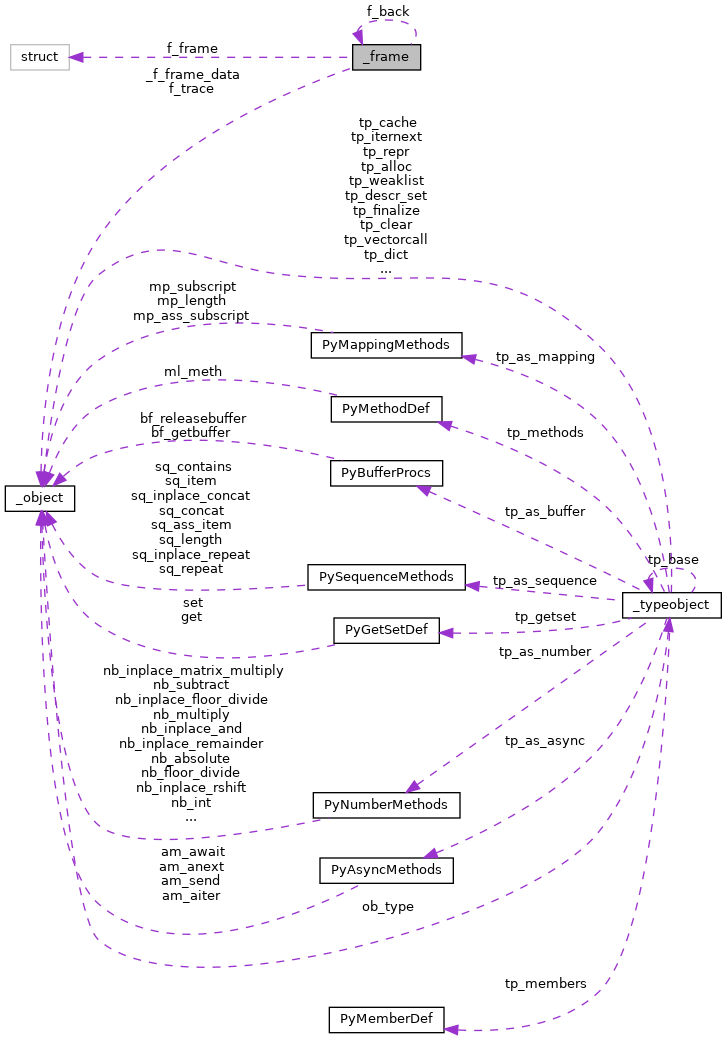 f_back
struct
f_frame
_frame
_f_frame_data
f_trace
tp_cache
tp_iternext
tp_repr
tp_alloc
tp_weaklist
tp_descr_set
tp_finalize
tp_clear
tp_vectorcall
tp_dict
...
mp_subscript
mp_length
mp_ass_subscript
PyMappingMethods
tp_as_mapping
ml_meth
PyMethodDef
tp_methods
bf_releasebuffer
bf_getbuffer
PyBufferProcs
tp_as_buffer
_object
sq_contains
sq_item
sq_inplace_concat
sq_concat
sq_ass_item
sq_length
sq_inplace_repeat
sq_repeat
PySequenceMethods
tp_as_sequence
tp_base
_typeobject
set
get
PyGetSetDef
tp_getset
tp_as_number
nb_inplace_matrix_multiply
nb_subtract
nb_inplace_floor_divide
nb_multiply
nb_inplace_and
nb_inplace_remainder
nb_absolute
nb_floor_divide
nb_inplace_rshift
nb_int
...
PyNumberMethods
tp_as_async
am_await
am_anext
am_send
am_aiter
PyAsyncMethods
ob_type
tp_members
PyMemberDef